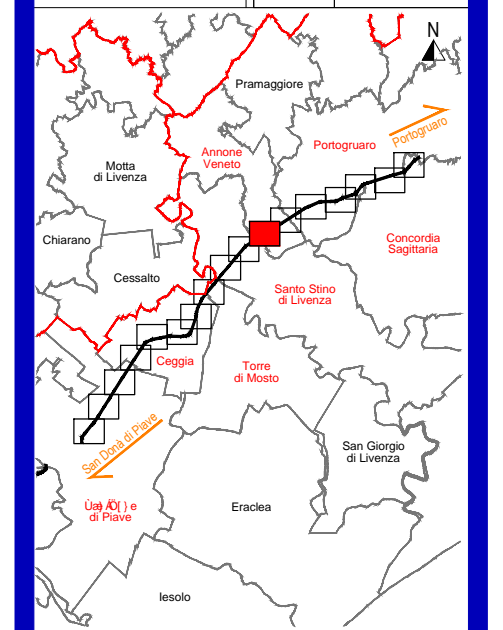 N
Pramaggiore
Portogruaro
Portogruaro
Annone
Veneto
Motta
di Livenza
Chiarano
Concordia
Sagittaria
Cessalto
Santo Stino
di Livenza
Ceggia
Torre
di Mosto
San Donà di Piave
San Giorgio
di Livenza
di Piave
Eraclea
Iesolo